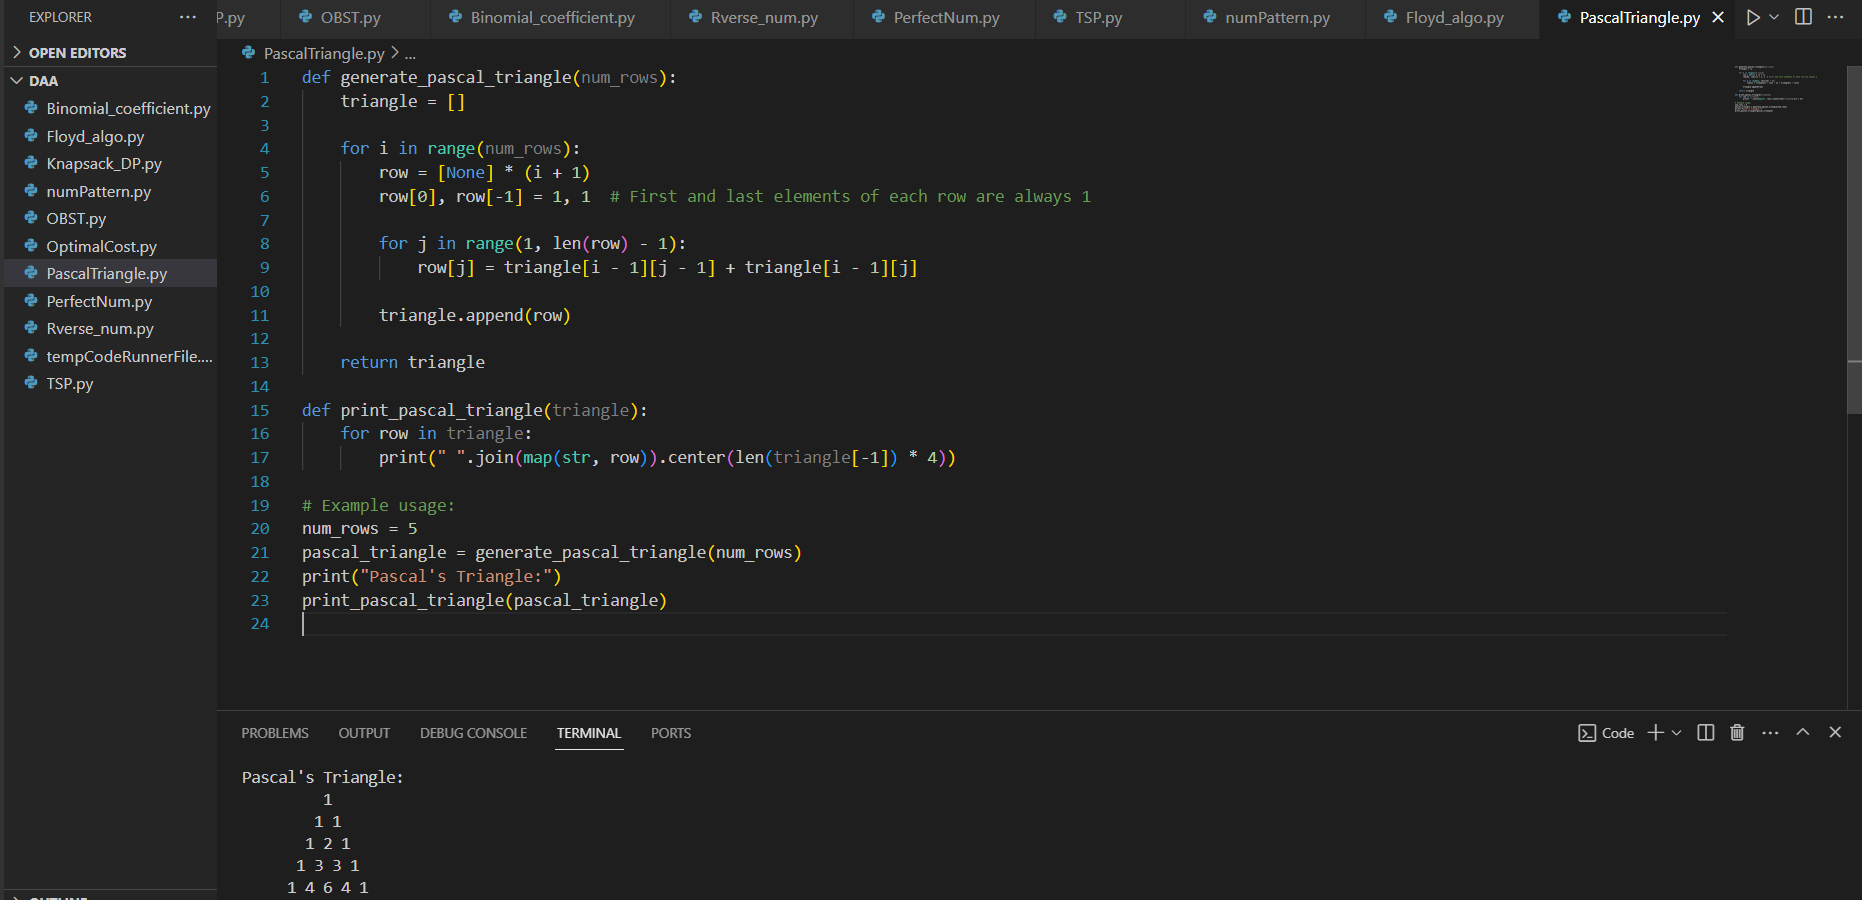 EXPLORER
P.py
OBST.py
Binomial_coefficient.py
Rverse_num.py
PerfectNum.py
TSP.py
numPattern.py
Floyd_algo.py
PascalTriangle.py
OPEN EDITORS
DAA
Binomial_coefficient.py
Floyd_algo.py
Knapsack_DP.py
numPattern.py
OBST.py
OptimalCost.py
PascalTriangle.py
PerfectNum.py
Rverse_num.py
tempCodeRunnerFile....
TSP.py
OUTLINE
PascalTriangle.py > ...
1 def generate_pascal_triangle(num_rows):
2     triangle = []
3
4     for i in range(num_rows):
5         row = [None] * (i + 1)
6         row[0], row[-1] = 1, 1  # First and last elements of each row are always 1
7
8         for j in range(1, len(row) - 1):
9             row[j] = triangle[i - 1][j - 1] + triangle[i - 1][j]
10
11         triangle.append(row)
12
13     return triangle
14
15 def print_pascal_triangle(triangle):
16     for row in triangle:
17         print(" ".join(map(str, row)).center(len(triangle[-1]) * 4))
18
19 # Example usage:
20 num_rows = 5
21 pascal_triangle = generate_pascal_triangle(num_rows)
22 print("Pascal's Triangle:")
23 print_pascal_triangle(pascal_triangle)
24
PROBLEMS OUTPUT DEBUG CONSOLE TERMINAL PORTS
Code
Pascal's Triangle:
1
1 1
1 2 1
1 3 3 1
1 4 6 4 1